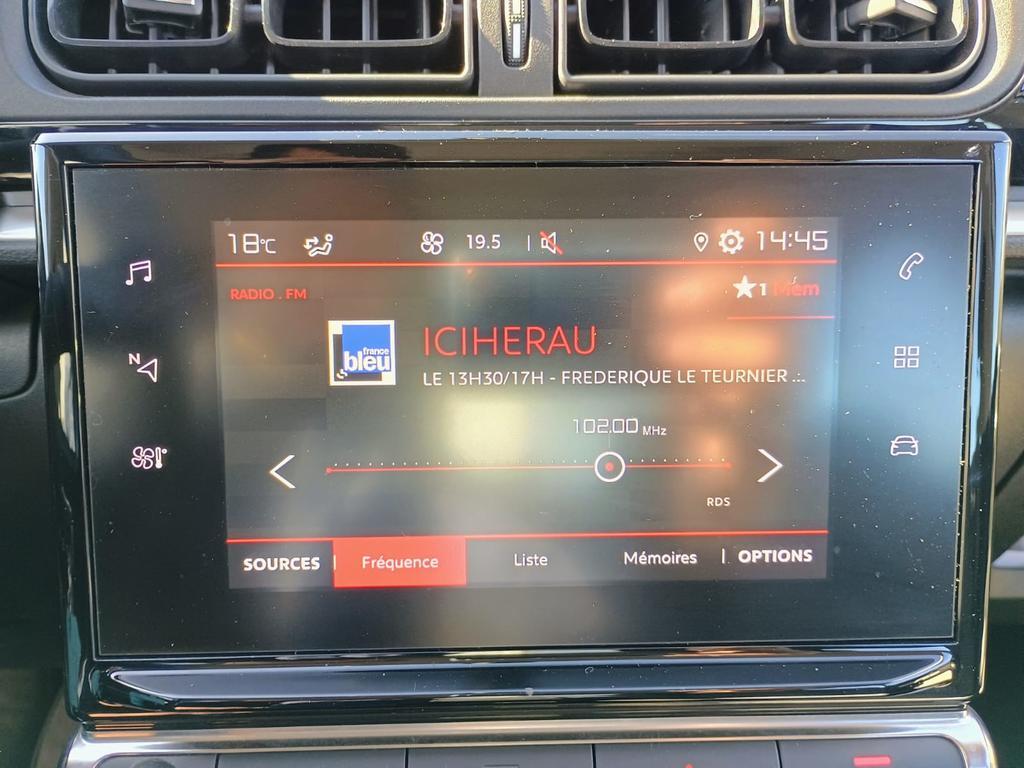 18°C 19.5 14:45
RADIO . FM 1 Mem
france
bleu
ICIHERAU
LE 13H30/17H - FREDERIQUE LE TEURNIER ...
N
102.00 MHz
RDS
SOURCES Fréquence Liste Mémoires OPTIONS